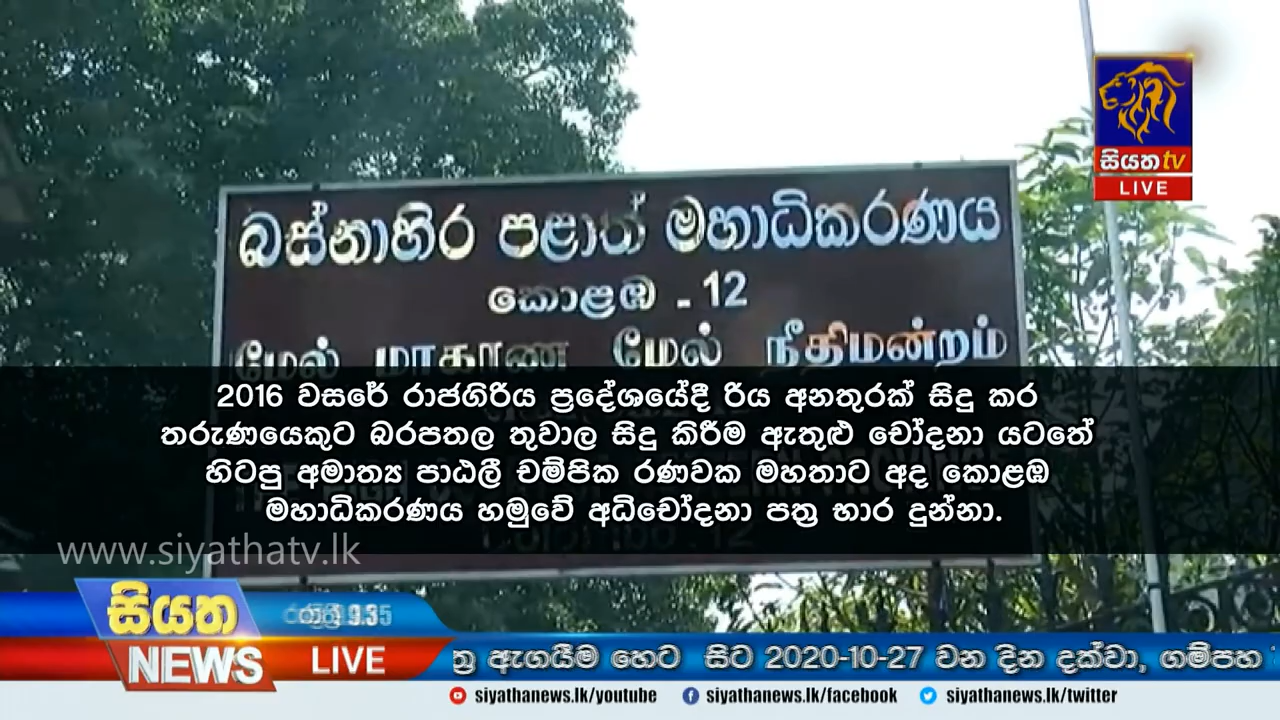 සියත tv
LIVE
බස්නාහිර පළාත් මහාධිකරණය
කොළඹ - 12
மேல் மாகாண மேல் நீதிமன்றம்
2016 වසරේ රාජගිරිය ප්‍රදේශයේදී රිය අනතුරක් සිදු කර
තරුණයෙකුට බරපතල තුවාල සිදු කිරීම ඇතුළු චෝදනා යටතේ
හිටපු අමාත්‍ය පාඨලී චම්පික රණවක මහතාට අද කොළඹ
මහාධිකරණය හමුවේ අධිචෝදනා පත්‍ර භාර දුන්නා.
www.siyathatv.lk
සියත
NEWS
LIVE
ත්‍ර ඇගයීම හෙට සිට 2020-10-27 වන දින දක්වා, ගම්පහ
siyathanews.lk/youtube siyathanews.lk/facebook siyathanews.lk/twitter